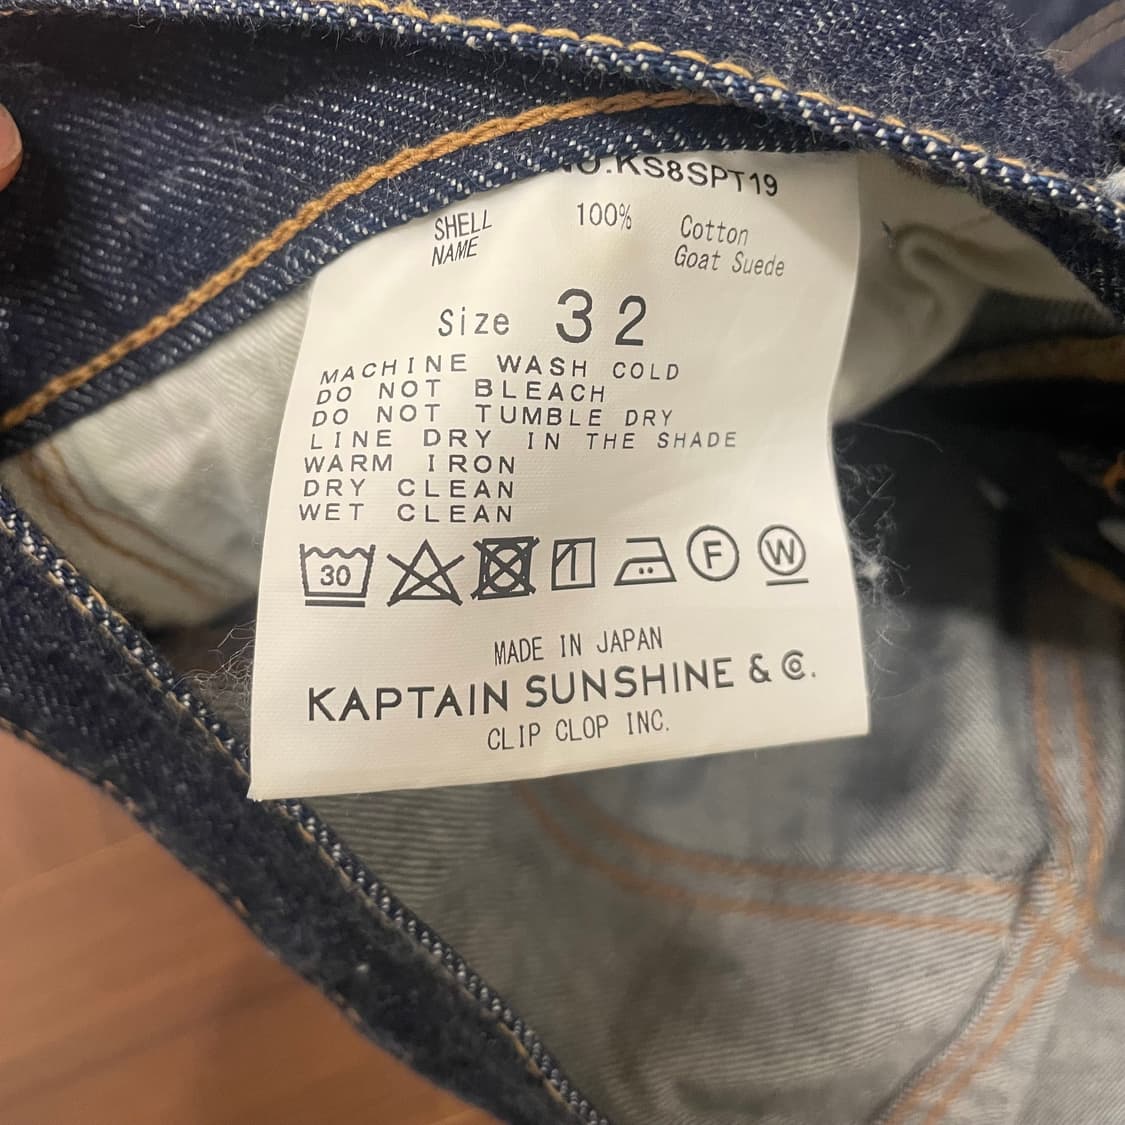 NO.KS8SPT19
SHELL 100% Cotton
NAME Goat Suede
Size 32
MACHINE WASH COLD
DO NOT BLEACH
DO NOT TUMBLE DRY
LINE DRY IN THE SHADE
WARM IRON
DRY CLEAN
WET CLEAN
30 F W
MADE IN JAPAN
KAPTAIN SUNSHINE & Co.
CLIP CLOP INC.